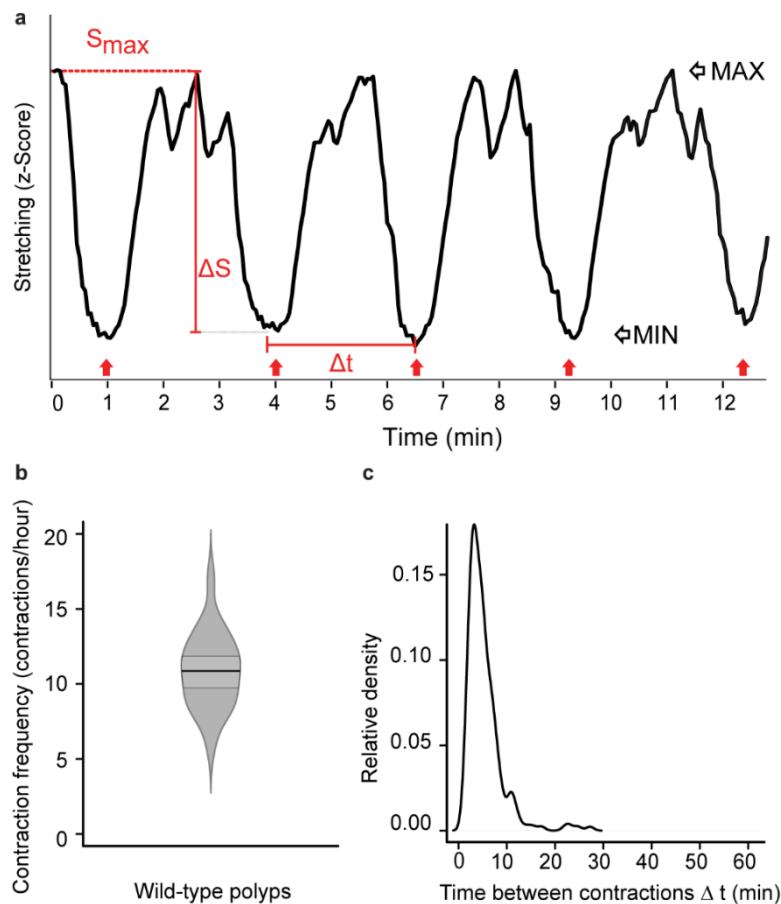 a
S_max
⇦ MAX
Stretching (z-Score)
ΔS
⇦MIN
Δt
0 1 2 3 4 5 6 7 8 9 10 11 12
Time (min)
b
20
15
10
5
0
Contraction frequency (contractions/hour)
Wild-type polyps
c
0.15
0.10
0.05
0.00
Relative density
0 10 20 30 40 50 60
Time between contractions Δ t (min)